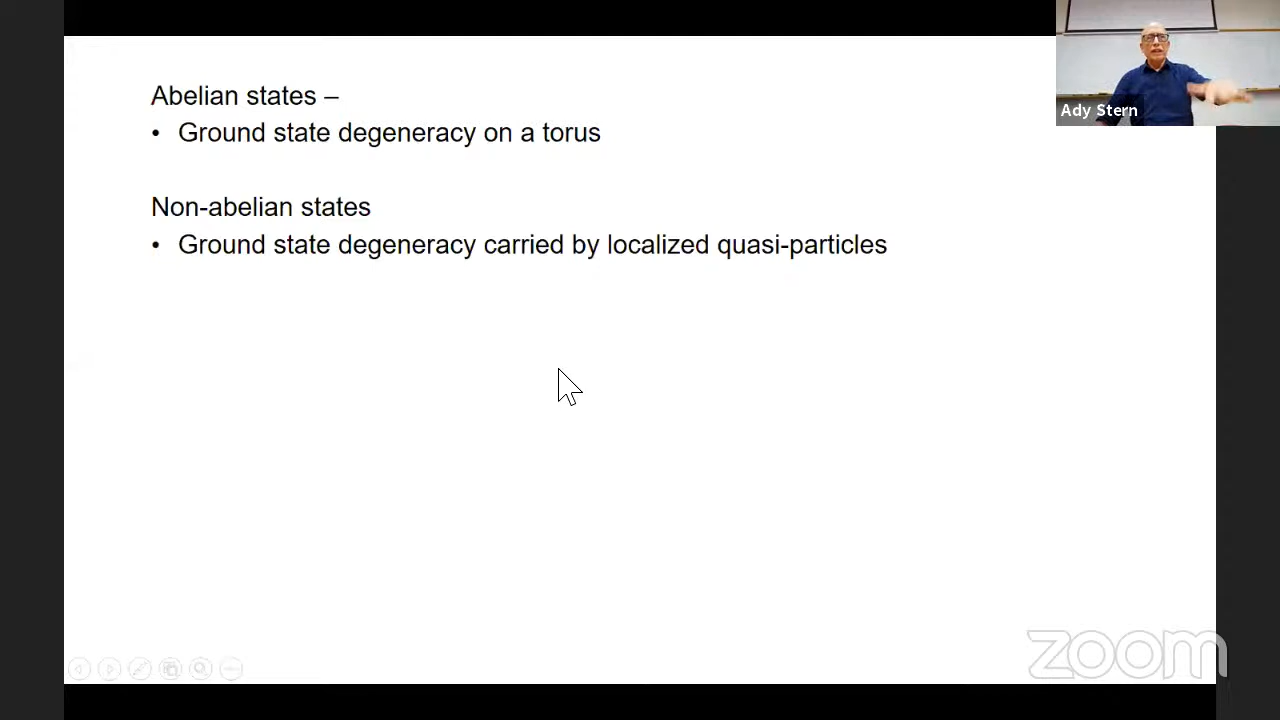 Abelian states –
• Ground state degeneracy on a torus
Ady Stern
Non-abelian states
• Ground state degeneracy carried by localized quasi-particles
zoom